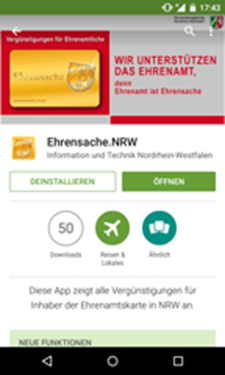 17:43
Vergünstigungen für Ehrenamtliche
Ehrensache.
WIR UNTERSTÜTZEN
DAS EHRENAMT,
denn
Ehrenamt ist Ehrensache
Ehrensache.NRW
Information und Technik Nordrhein-Westfalen
DEINSTALLIEREN
ÖFFNEN
50
Downloads
Reisen &
Lokales
Ähnlich
Diese App zeigt alle Vergünstigungen für
Inhaber der Ehrenamtskarte in NRW an.
NEUE FUNKTIONEN